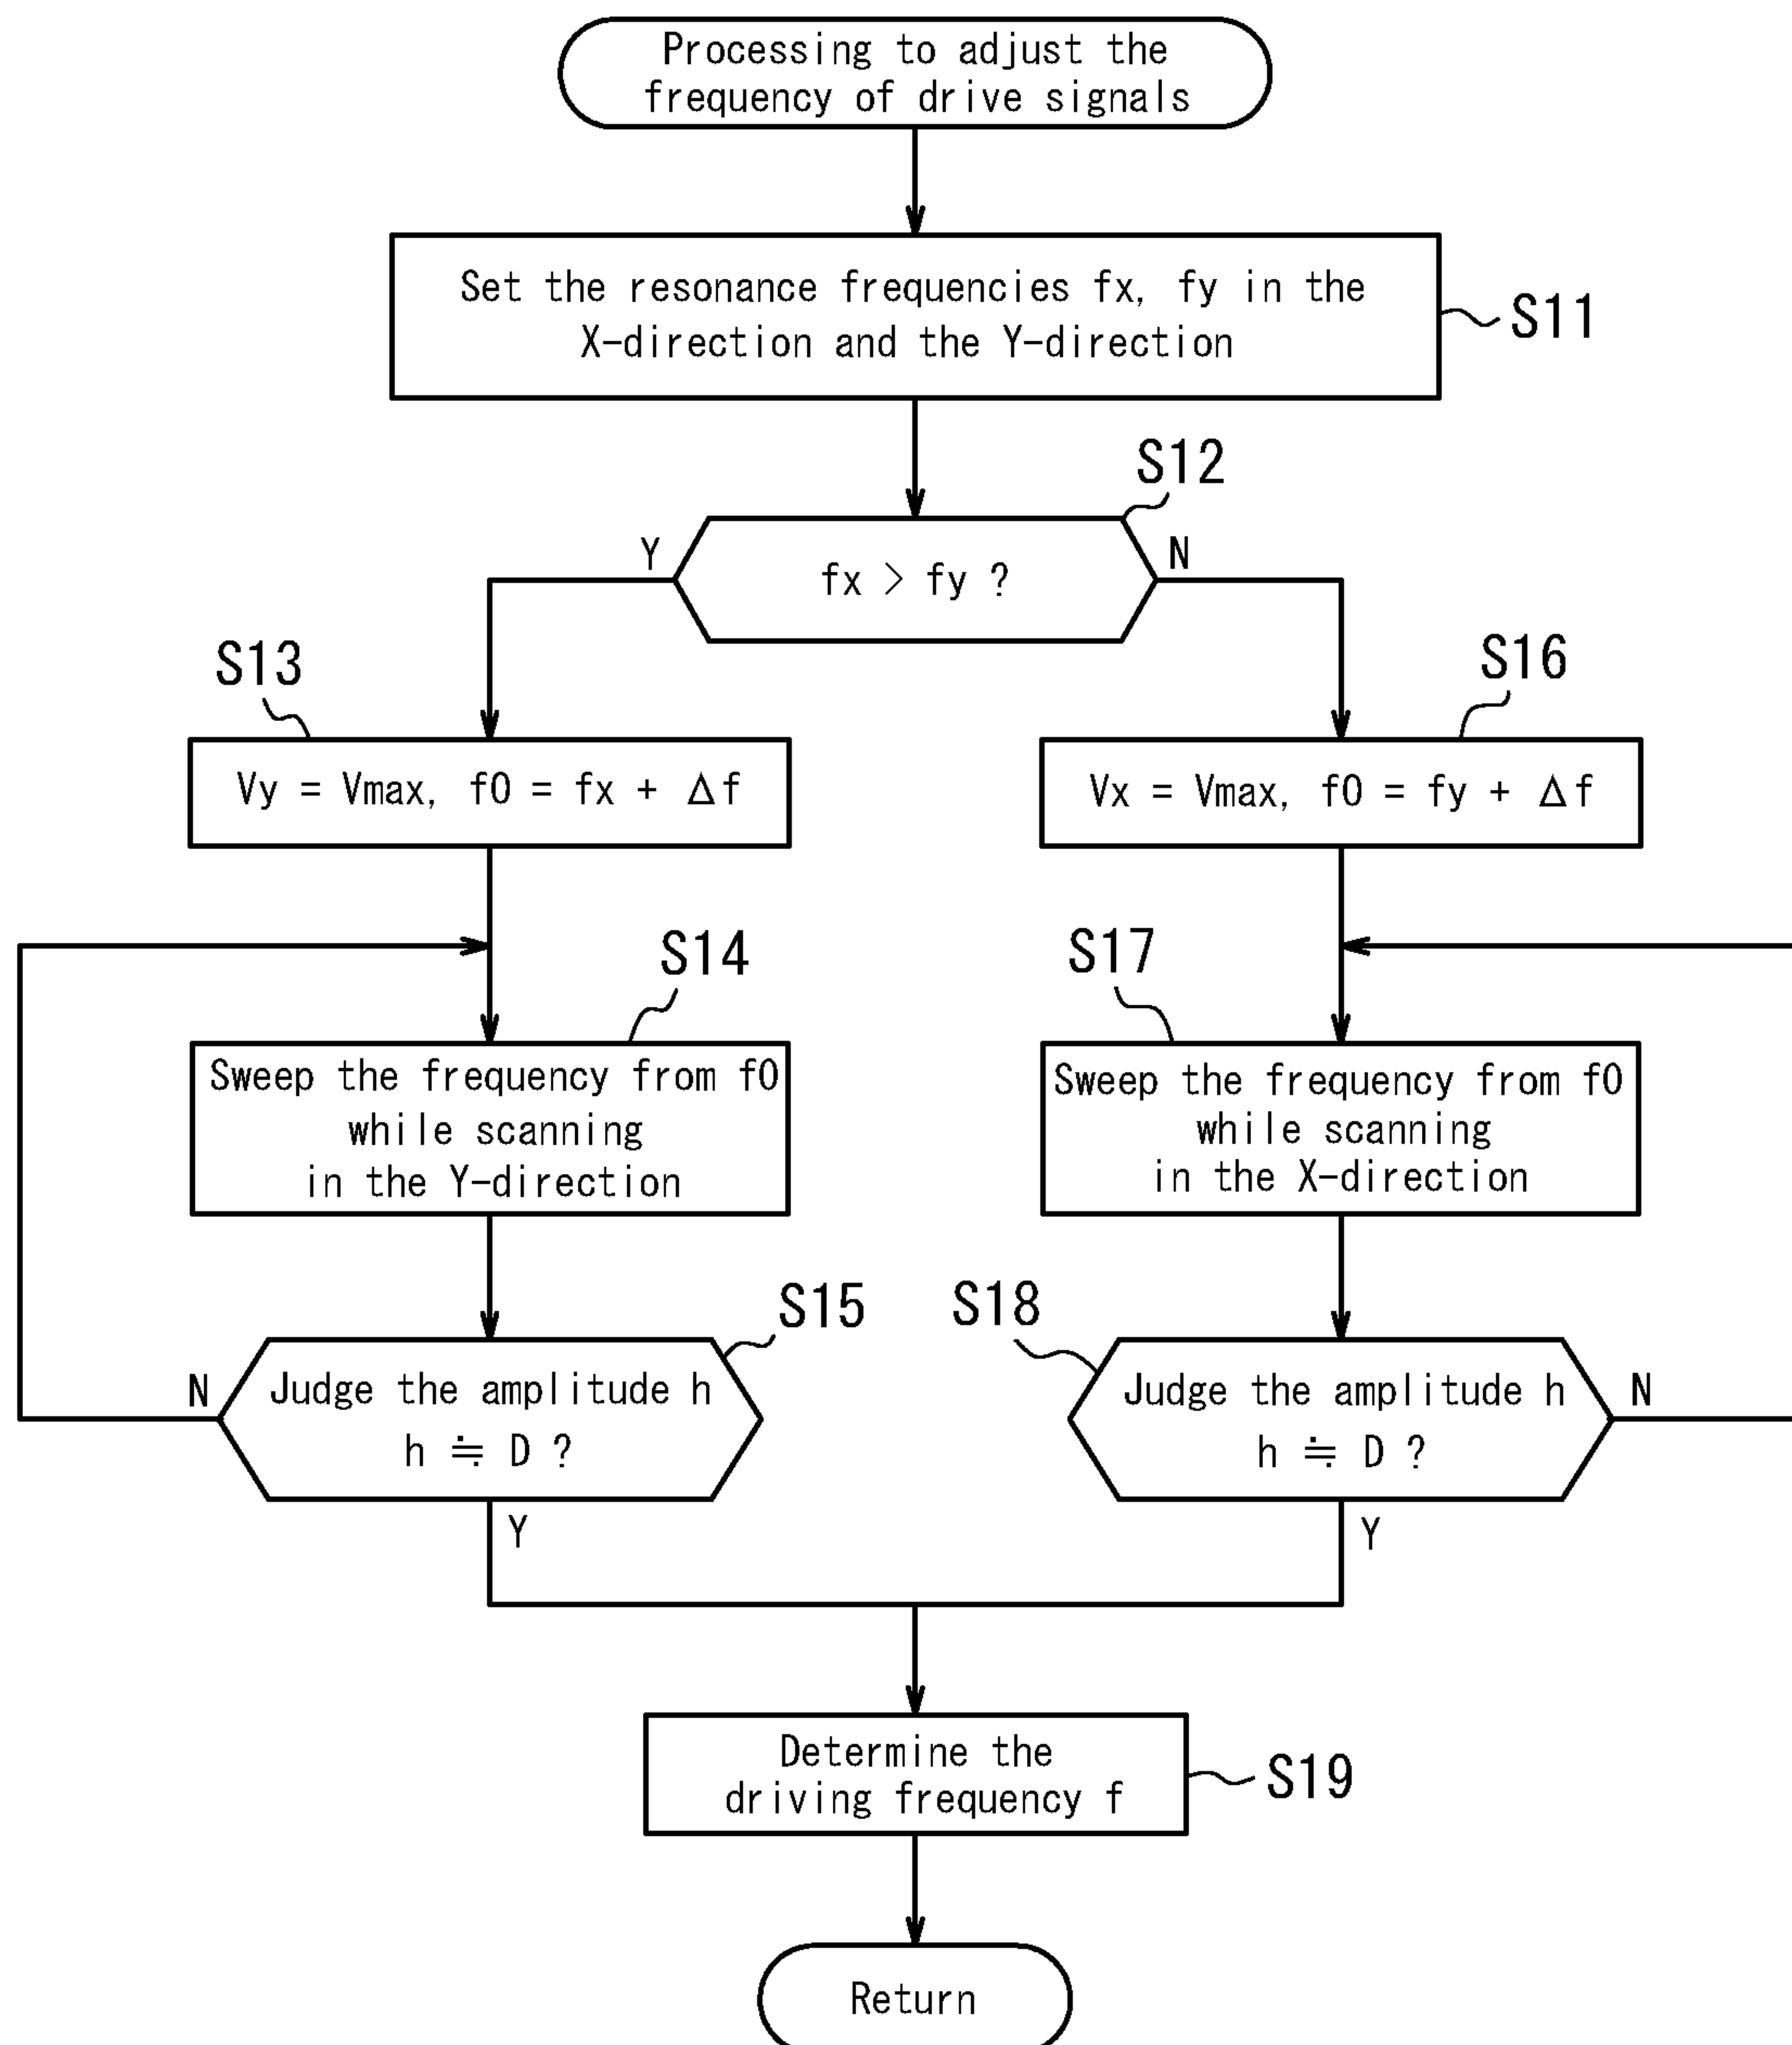 Processing to adjust the
frequency of drive signals
Set the resonance frequencies fx, fy in the
X-direction and the Y-direction
S11
S12
Y
N
fx > fy ?
S13
S16
Vy = Vmax, f0 = fx + Δf
Vx = Vmax, f0 = fy + Δf
S14
S17
Sweep the frequency from f0
while scanning
in the Y-direction
Sweep the frequency from f0
while scanning
in the X-direction
S15
S18
N
Judge the amplitude h
h ≒ D ?
Y
Judge the amplitude h
h ≒ D ?
N
Y
Determine the
driving frequency f
S19
Return